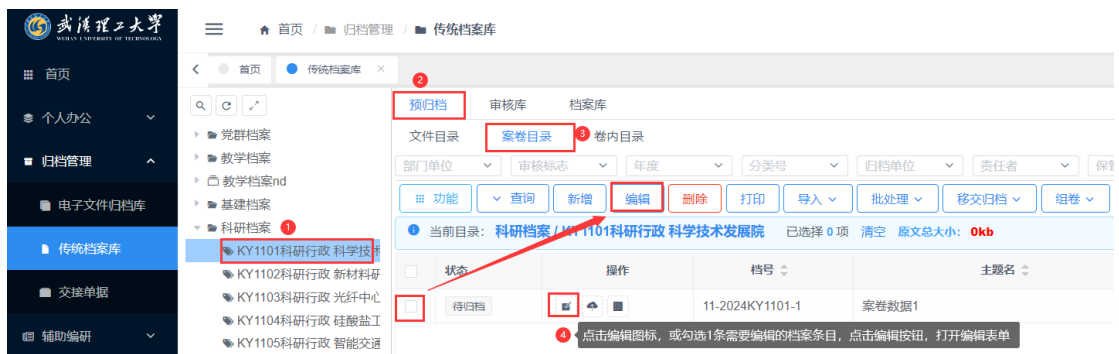 武汉理工大学
WUHAN UNIVERSITY OF TECHNOLOGY
首页 / 归档管理 / 传统档案库
首页
个人办公
归档管理
电子文件归档库
传统档案库
交接单据
辅助编研
首页 传统档案库 ×
党群档案
教学档案
教学档案nd
基建档案
科研档案 1
KY1101科研行政 科学技术
KY1102科研行政 新材料研
KY1103科研行政 光纤中心
KY1104科研行政 硅酸盐工
KY1105科研行政 智能交通
2
预归档 审核库 档案库
文件目录 案卷目录 3 卷内目录
部门单位 审核标志 年度 分类号 归档单位 责任者 保管
功能 查询 新增 编辑 删除 打印 导入 批处理 移交归档 组卷
当前目录: 科研档案 / KY1101科研行政 科学技术发展院 已选择 0 项 清空 原文总大小: 0kb
状态 操作 档号 主题名
待归档 11-2024KY1101-1 案卷数据1
4 点击编辑图标，或勾选1条需要编辑的档案条目，点击编辑按钮，打开编辑表单